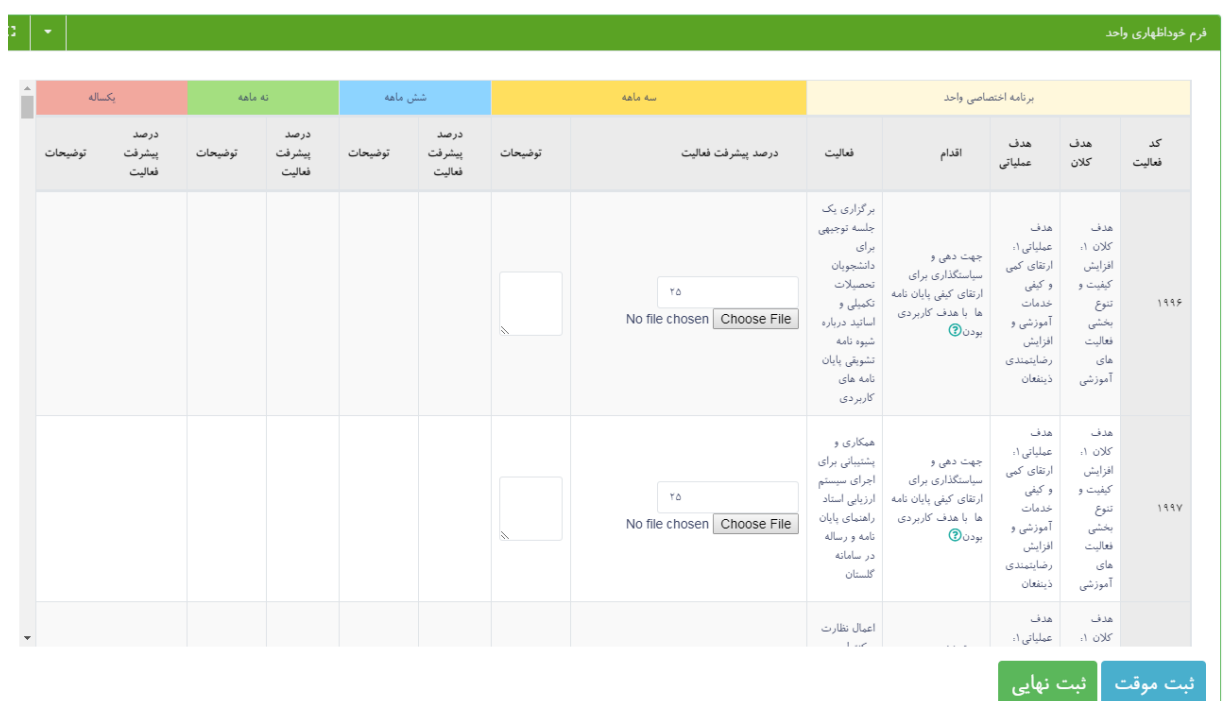 فرم خوداظهاری واحد
برنامه اختصاصی واحد
سه ماهه
شش ماهه
نه ماهه
یکساله
کد
فعالیت
هدف
کلان
هدف
عملیاتی
اقدام
فعالیت
درصد پیشرفت فعالیت
توضیحات
درصد
پیشرفت
فعالیت
توضیحات
درصد
پیشرفت
فعالیت
توضیحات
درصد
پیشرفت
فعالیت
توضیحات
۱۹۹۶
هدف
کلان ۱:
افزایش
کیفیت و
تنوع
بخشی
فعالیت
های
آموزشی
هدف
عملیاتی۱:
ارتقای کمی
و کیفی
خدمات
آموزشی و
افزایش
رضایتمندی
ذینفعان
جهت دهی و
سیاستگذاری برای
ارتقای کیفی پایان نامه
ها با هدف کاربردی
بودن
برگزاری یک
جلسه توجیهی
برای
دانشجویان
تحصیلات
تکمیلی و
اساتید درباره
شیوه نامه
تشویقی پایان
نامه های
کاربردی
۲۵
Choose File No file chosen
۱۹۹۷
هدف
کلان ۱:
افزایش
کیفیت و
تنوع
بخشی
فعالیت
های
آموزشی
هدف
عملیاتی۱:
ارتقای کمی
و کیفی
خدمات
آموزشی و
افزایش
رضایتمندی
ذینفعان
جهت دهی و
سیاستگذاری برای
ارتقای کیفی پایان نامه
ها با هدف کاربردی
بودن
همکاری و
پشتیبانی برای
اجرای سیستم
ارزیابی استاد
راهنمای پایان
نامه و رساله
در سامانه
گلستان
۲۵
Choose File No file chosen
هدف
کلان ۱:
هدف
عملیاتی۱:
اعمال نظارت
ثبت موقت
ثبت نهایی